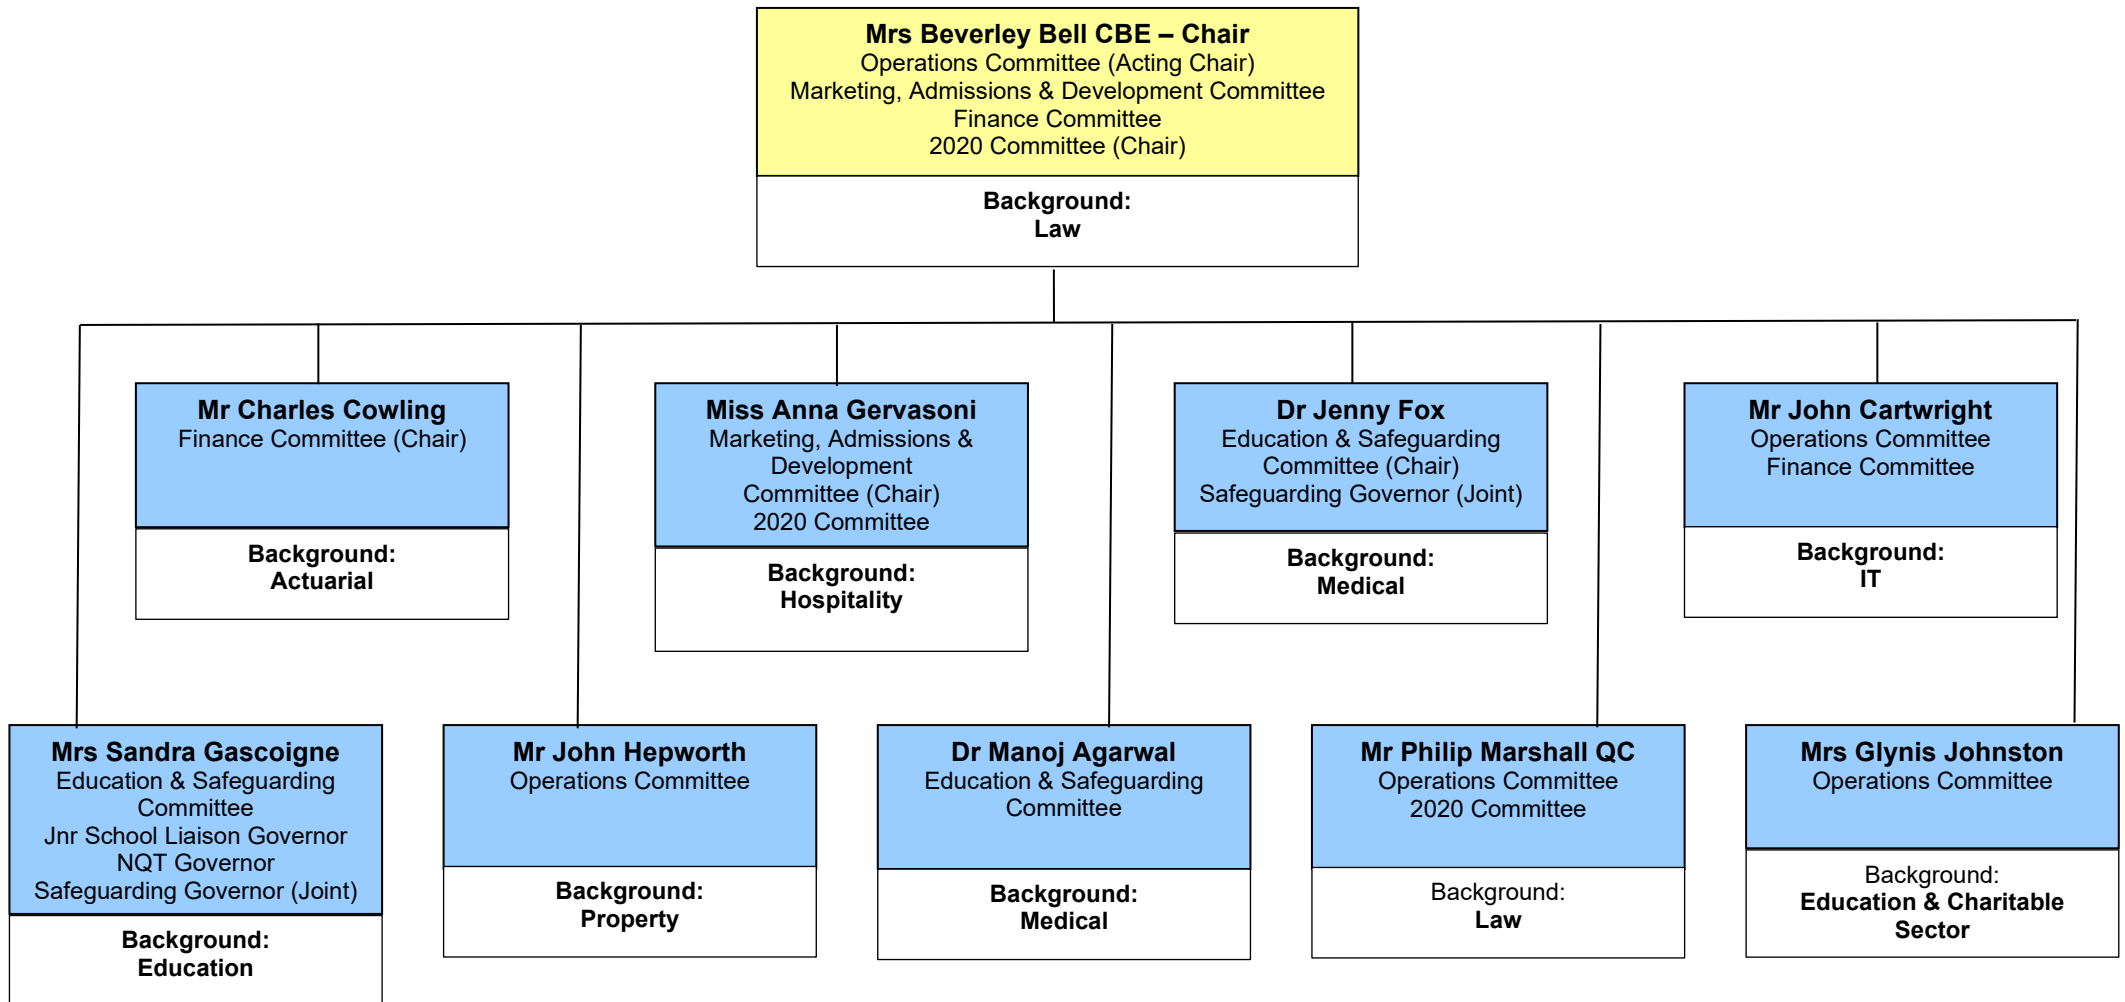 Mrs Beverley Bell CBE – Chair
Operations Committee (Acting Chair)
Marketing, Admissions & Development Committee
Finance Committee
2020 Committee (Chair)
Background:
Law
Mr Charles Cowling
Finance Committee (Chair)
Background:
Actuarial
Miss Anna Gervasoni
Marketing, Admissions &
Development
Committee (Chair)
2020 Committee
Background:
Hospitality
Dr Jenny Fox
Education & Safeguarding
Committee (Chair)
Safeguarding Governor (Joint)
Background:
Medical
Mr John Cartwright
Operations Committee
Finance Committee
Background:
IT
Mrs Sandra Gascoigne
Education & Safeguarding
Committee
Jnr School Liaison Governor
NQT Governor
Safeguarding Governor (Joint)
Background:
Education
Mr John Hepworth
Operations Committee
Background:
Property
Dr Manoj Agarwal
Education & Safeguarding
Committee
Background:
Medical
Mr Philip Marshall QC
Operations Committee
2020 Committee
Background:
Law
Mrs Glynis Johnston
Operations Committee
Background:
Education & Charitable
Sector